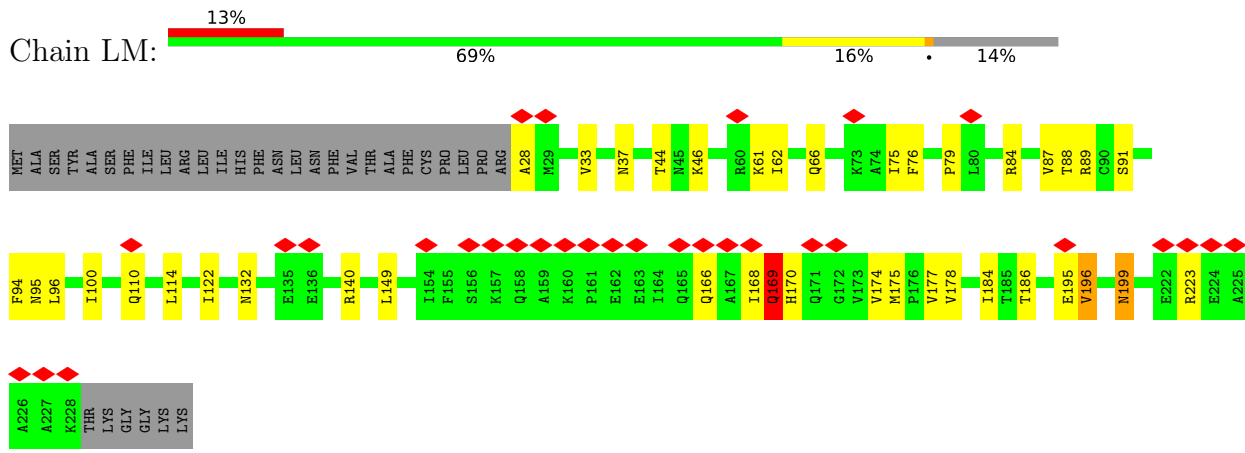 13%
Chain LM:
69% 16% • 14%
MET ALA SER TYR ALA SER PHE ILE LEU ARG LEU ILE HIS PHE ASN LEU ASN PHE VAL THR ALA PHE CYS PRO LEU PRO ARG A28 M29 V33 N37 T44 N45 K46 R60 K61 I62 Q66 K73 A74 I75 F76 P79 L80 R84 V87 T88 R89 C90 S91
F94 N95 L96 I100 Q110 L114 I122 N132 E135 E136 R140 L149 I154 F155 S156 K157 Q158 A159 K160 P161 E162 E163 I164 Q165 Q166 A167 I168 Q169 H170 Q171 G172 V173 V174 M175 P176 V177 V178 I184 T185 T186 E195 V196 N199 E222 R223 E224 A225
A226 A227 K228 THR LYS GLY GLY LYS LYS